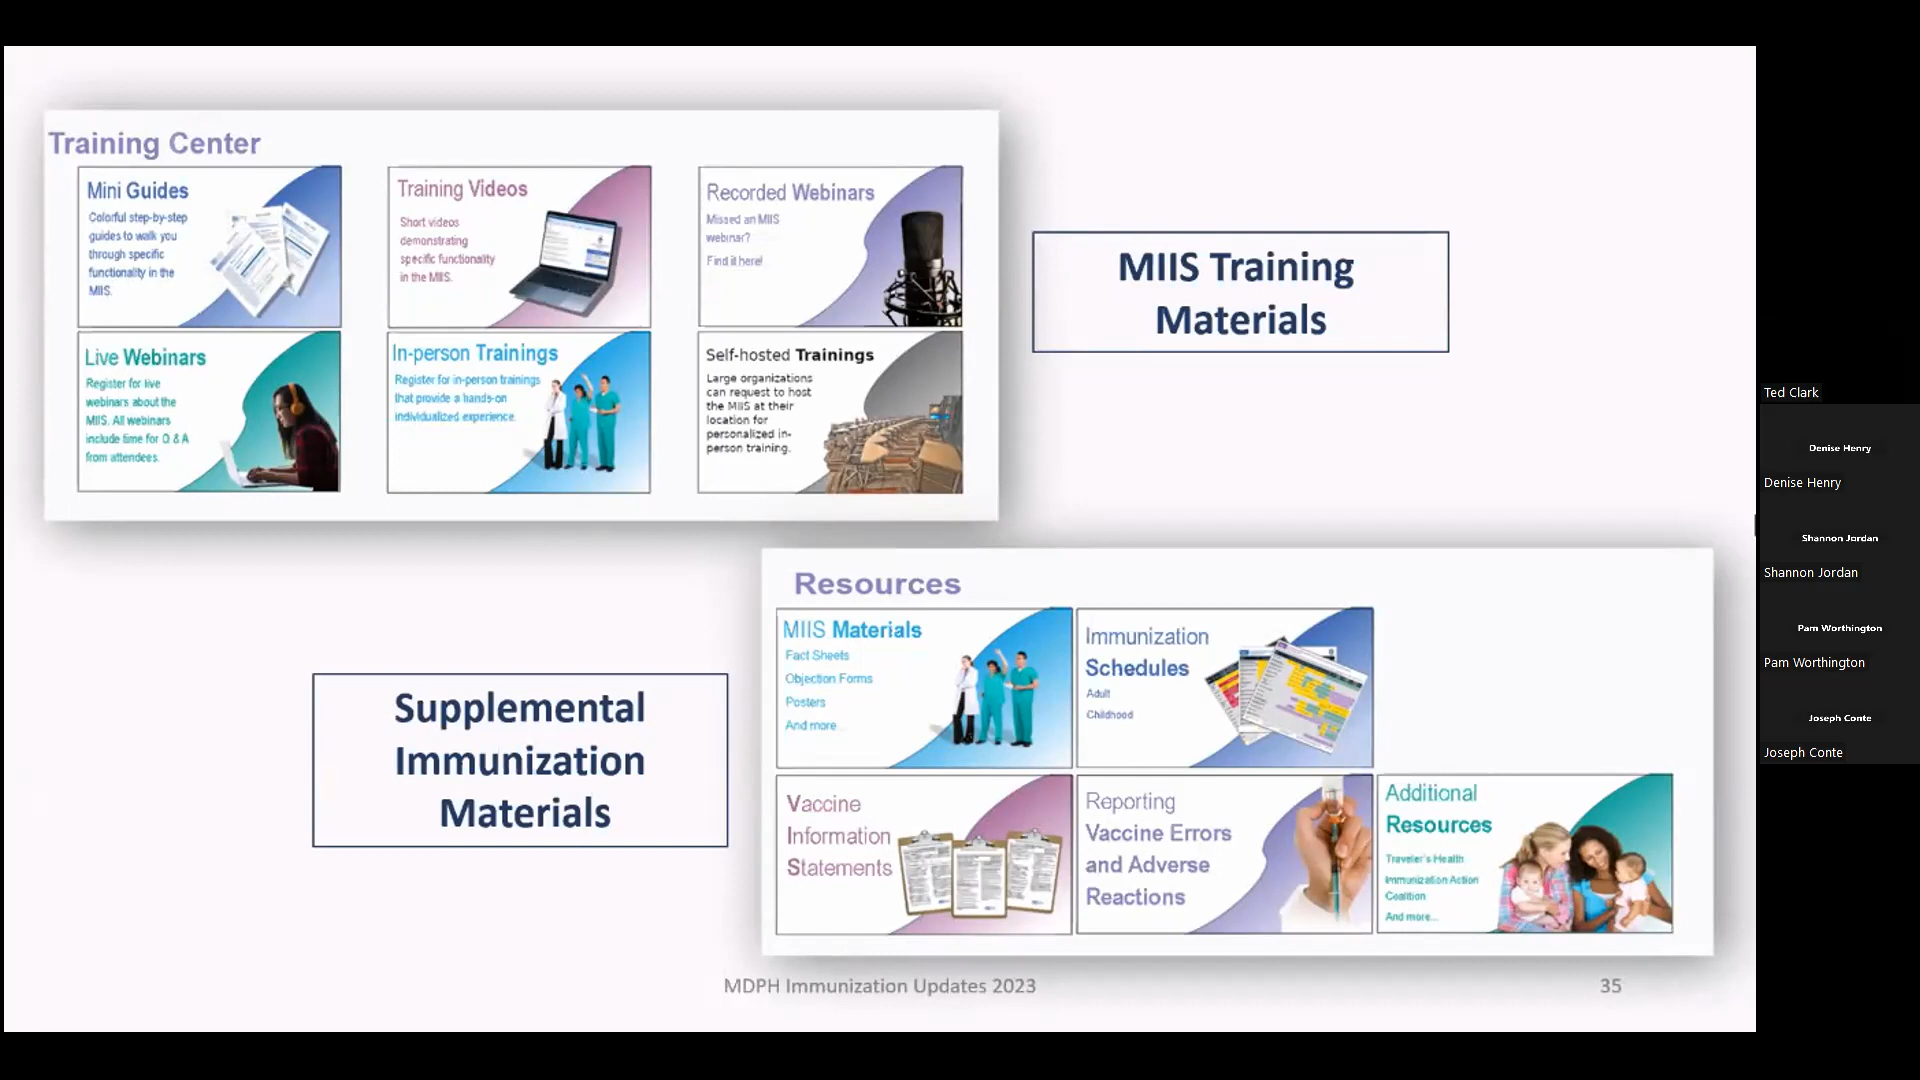 Training Center
Mini Guides
Colorful step-by-step
guides to walk you
through specific
functionality in the
MIIS.
Training Videos
Short videos
demonstrating
specific functionality
in the MIIS.
Recorded Webinars
Missed an MIIS
webinar?
Find it here!
Live Webinars
Register for live
webinars about the
MIIS. All webinars
include time for Q & A
from attendees.
In-person Trainings
Register for in-person trainings
that provide a hands-on
individualized experience.
Self-hosted Trainings
Large organizations
can request to host
the MIIS at their
location for
personalized in-
person training.
MIIS Training
Materials
Supplemental
Immunization
Materials
Resources
MIIS Materials
Fact Sheets
Objection Forms
Posters
And more...
Immunization
Schedules
Adult
Childhood
Vaccine
Information
Statements
Reporting
Vaccine Errors
and Adverse
Reactions
Additional
Resources
Traveler's Health
Immunization Action
Coalition
And more...
MDPH Immunization Updates 2023
35
Ted Clark
Denise Henry
Denise Henry
Shannon Jordan
Shannon Jordan
Pam Worthington
Pam Worthington
Joseph Conte
Joseph Conte